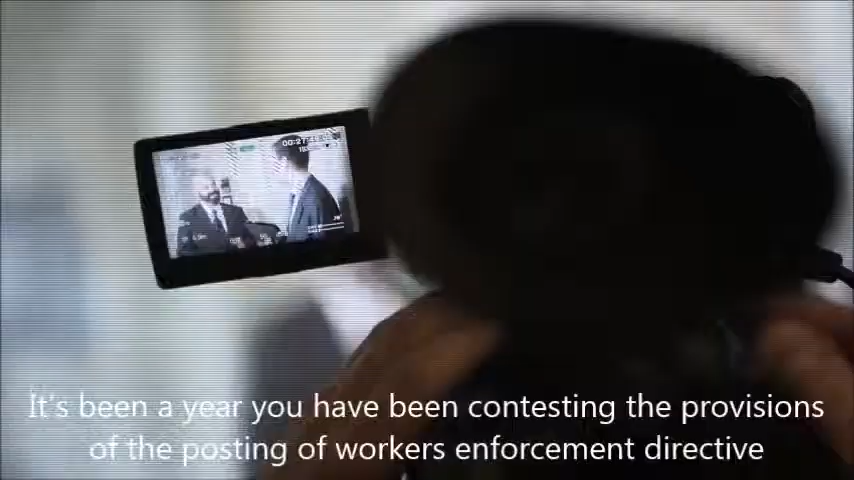 It's been a year you have been contesting the provisions
of the posting of workers enforcement directive